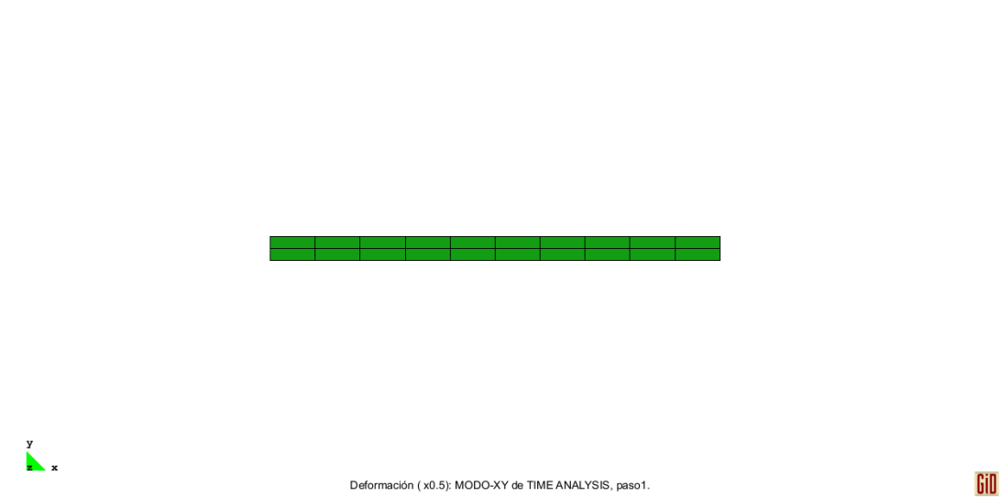 y
z x
Deformación ( x0.5): MODO-XY de TIME ANALYSIS, paso1.
GiD